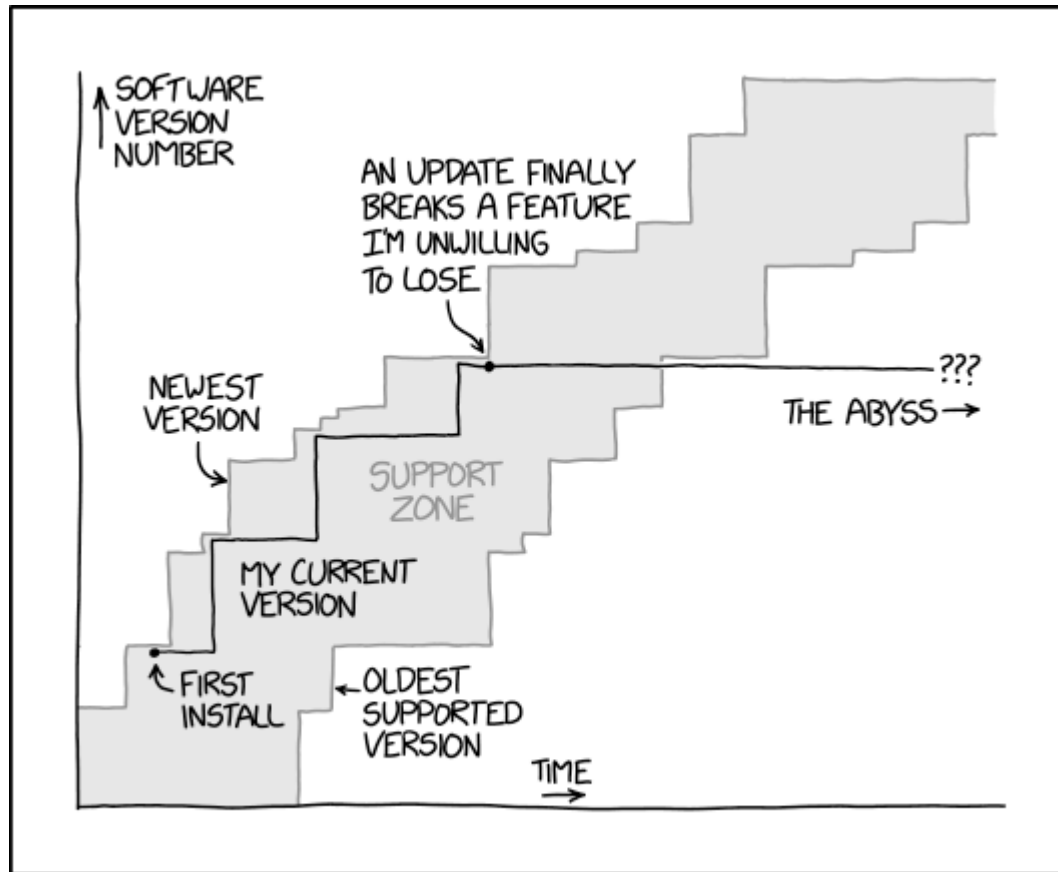 SOFTWARE
VERSION
NUMBER
AN UPDATE FINALLY
BREAKS A FEATURE
I'M UNWILLING
TO LOSE
NEWEST
VERSION
???
THE ABYSS
SUPPORT
ZONE
MY CURRENT
VERSION
FIRST
INSTALL
OLDEST
SUPPORTED
VERSION
TIME